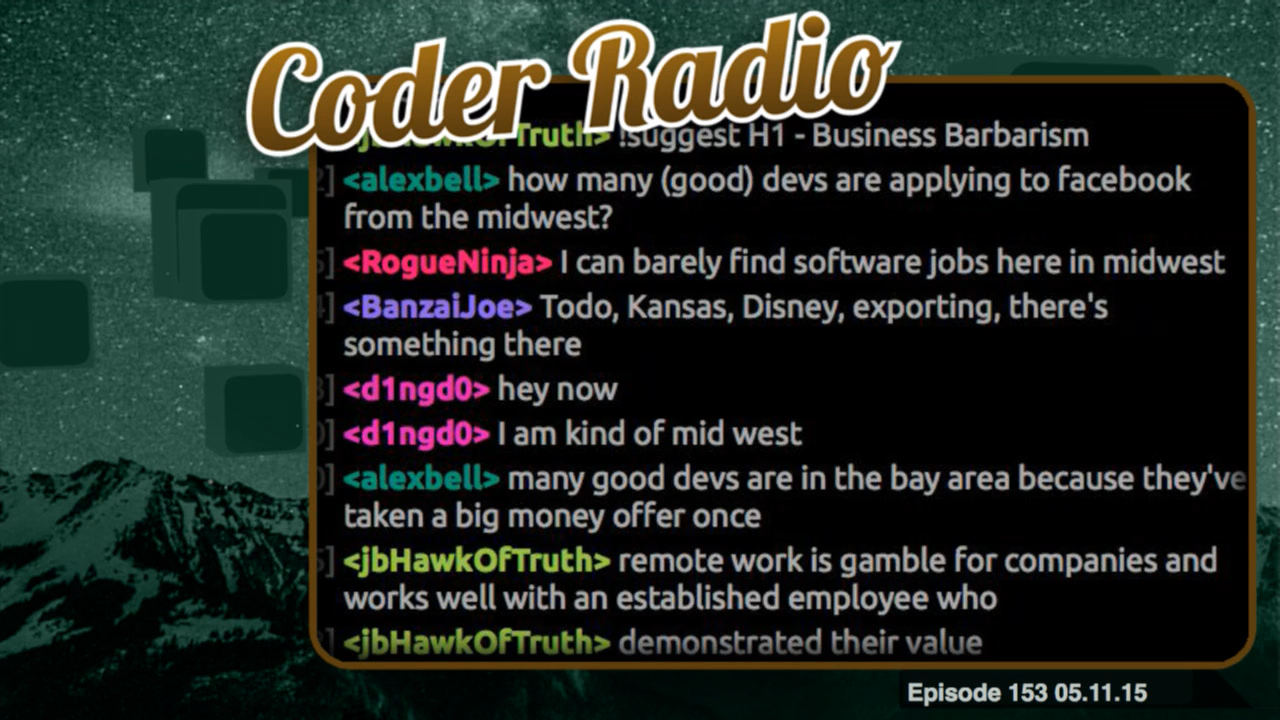 Coder Radio
jbHawkOfTruth> !suggest H1 - Business Barbarism
<alexbell> how many (good) devs are applying to facebook
from the midwest?
<RogueNinja> I can barely find software jobs here in midwest
<BanzaiJoe> Todo, Kansas, Disney, exporting, there's
something there
<d1ngd0> hey now
<d1ngd0> I am kind of mid west
<alexbell> many good devs are in the bay area because they've
taken a big money offer once
<jbHawkOfTruth> remote work is gamble for companies and
works well with an established employee who
<jbHawkOfTruth> demonstrated their value
Episode 153 05.11.15